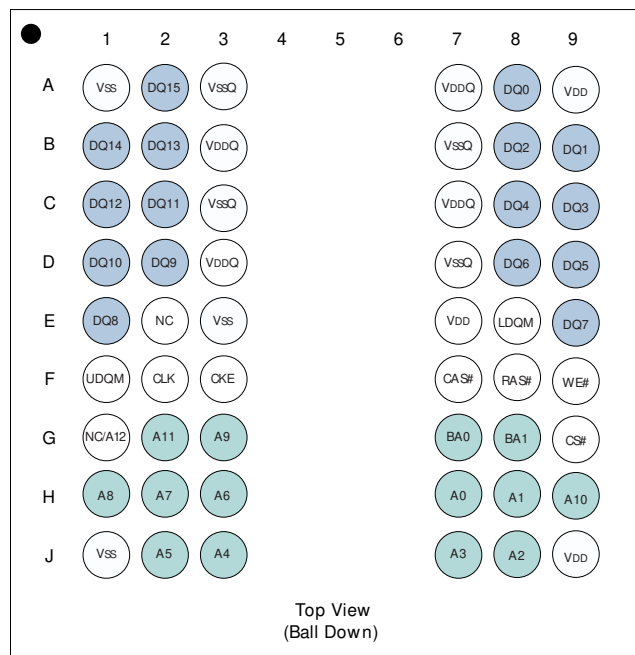 1 2 3 4 5 6 7 8 9
A VSS DQ15 VSSQ VDDQ DQ0 VDD
B DQ14 DQ13 VDDQ VSSQ DQ2 DQ1
C DQ12 DQ11 VSSQ VDDQ DQ4 DQ3
D DQ10 DQ9 VDDQ VSSQ DQ6 DQ5
E DQ8 NC VSS VDD LDQM DQ7
F UDQM CLK CKE CAS# RAS# WE#
G NC/A12 A11 A9 BA0 BA1 CS#
H A8 A7 A6 A0 A1 A10
J VSS A5 A4 A3 A2 VDD
Top View
(Ball Down)